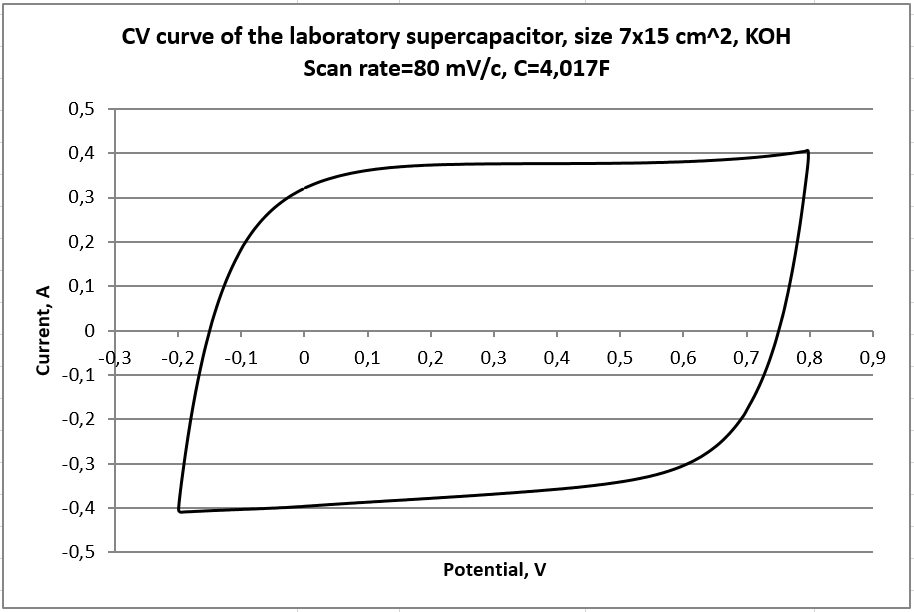 CV curve of the laboratory supercapacitor, size 7x15 cm^2, KOH
Scan rate=80 mV/c, C=4,017F
0,5
0,4
0,3
0,2
0,1
0
-0,1
-0,2
-0,3
-0,4
-0,5
Current, A
-0,3 -0,2 -0,1 0 0,1 0,2 0,3 0,4 0,5 0,6 0,7 0,8 0,9
Potential, V